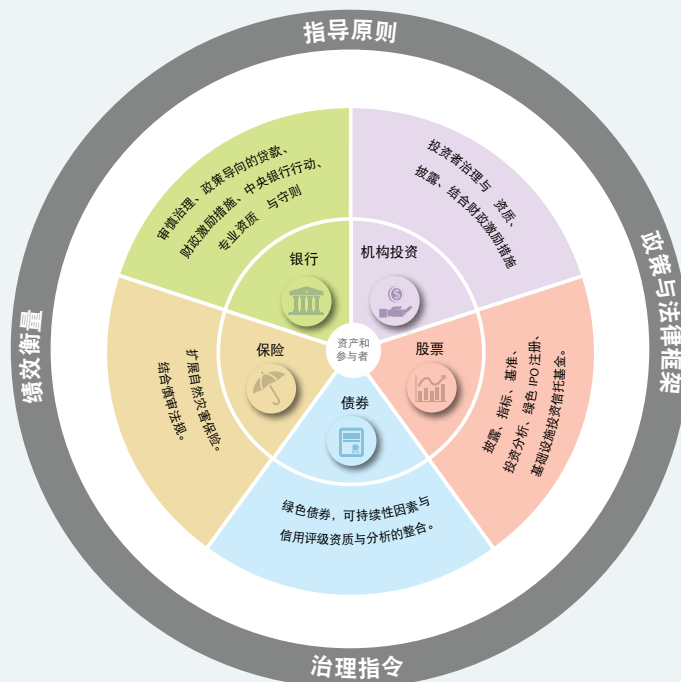 指导原则
审慎治理、政策导向的贷款、
财政激励措施、中央银行行动、
专业资质 与守则
投资者治理与 资质、
披露、结合财政激励措施
银行
机构投资
政策与法律框架
绩效衡量
资产和
参与者
保险
股票
债券
扩展自然灾害保险。
结合慎审法规。
披露、指标、基准、
投资分析、绿色 IPO 注册、
基础设施投资信托基金。
绿色债券，可持续性因素与
信用评级资质与分析的整合。
治理指令